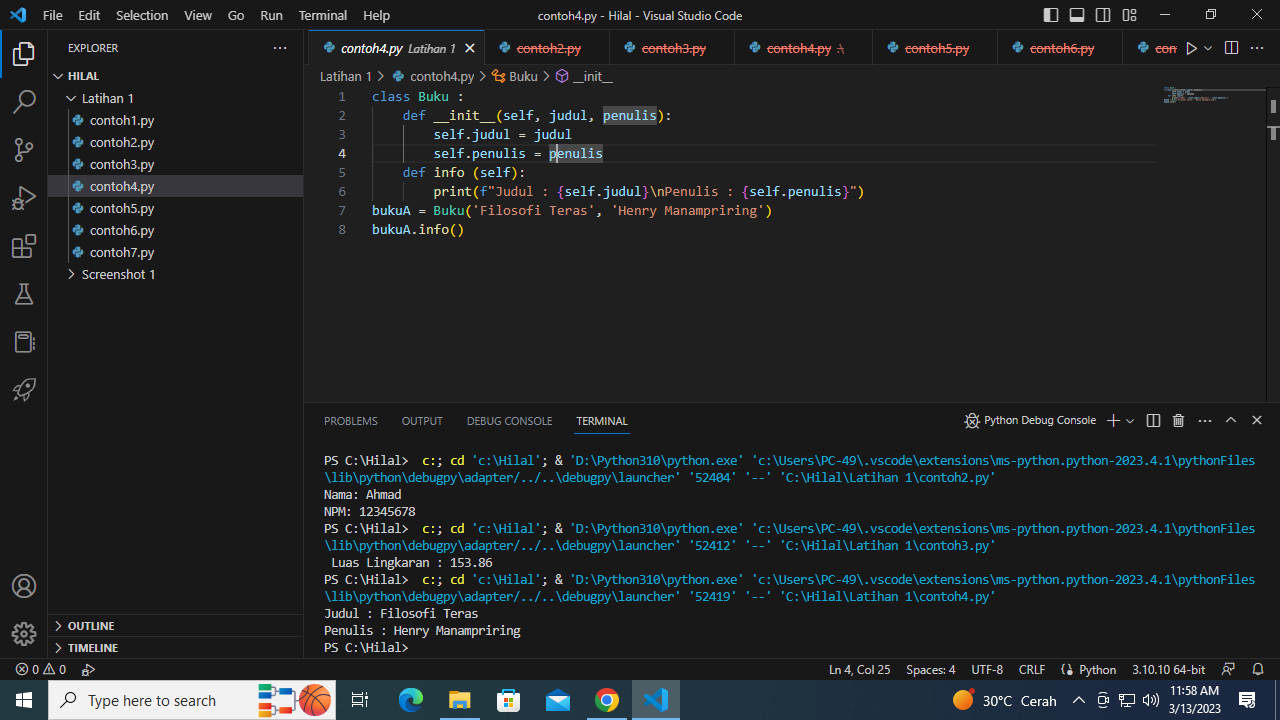 File Edit Selection View Go Run Terminal Help contoh4.py - Hilal - Visual Studio Code
EXPLORER
contoh4.py Latihan 1 contoh2.py contoh3.py contoh4.py contoh5.py contoh6.py con
HILAL
Latihan 1
contoh1.py
contoh2.py
contoh3.py
contoh4.py
contoh5.py
contoh6.py
contoh7.py
Screenshot 1
OUTLINE
TIMELINE
Latihan 1 > contoh4.py > Buku > __init__
1 class Buku :
2 def __init__(self, judul, penulis):
3 self.judul = judul
4 self.penulis = penulis
5 def info (self):
6 print(f"Judul : {self.judul}\nPenulis : {self.penulis}")
7 bukuA = Buku('Filosofi Teras', 'Henry Manampriring')
8 bukuA.info()
PROBLEMS OUTPUT DEBUG CONSOLE TERMINAL Python Debug Console
PS C:\Hilal>  c:; cd 'c:\Hilal'; & 'D:\Python310\python.exe' 'c:\Users\PC-49\.vscode\extensions\ms-python.python-2023.4.1\pythonFiles
\lib\python\debugpy\adapter/../..\debugpy\launcher' '52404' '--' 'C:\Hilal\Latihan 1\contoh2.py'
Nama: Ahmad
NPM: 12345678
PS C:\Hilal>  c:; cd 'c:\Hilal'; & 'D:\Python310\python.exe' 'c:\Users\PC-49\.vscode\extensions\ms-python.python-2023.4.1\pythonFiles
\lib\python\debugpy\adapter/../..\debugpy\launcher' '52412' '--' 'C:\Hilal\Latihan 1\contoh3.py'
Luas Lingkaran : 153.86
PS C:\Hilal>  c:; cd 'c:\Hilal'; & 'D:\Python310\python.exe' 'c:\Users\PC-49\.vscode\extensions\ms-python.python-2023.4.1\pythonFiles
\lib\python\debugpy\adapter/../..\debugpy\launcher' '52419' '--' 'C:\Hilal\Latihan 1\contoh4.py'
Judul : Filosofi Teras
Penulis : Henry Manampriring
PS C:\Hilal>
0 0 Ln 4, Col 25 Spaces: 4 UTF-8 CRLF Python 3.10.10 64-bit
Type here to search 30°C Cerah 11:58 AM
3/13/2023